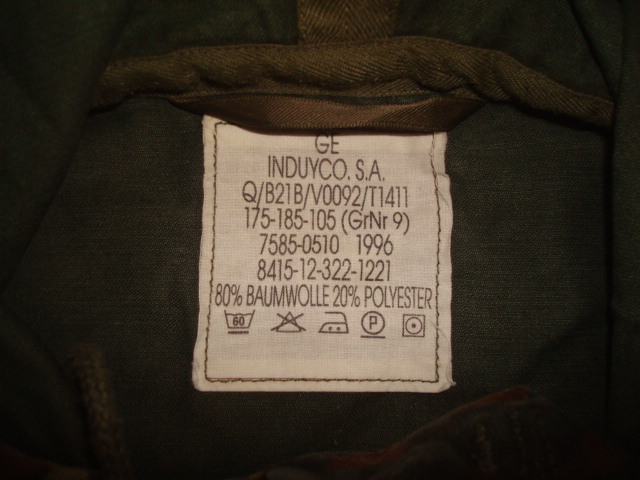 GE
INDUYCO. S.A.
Q/B21B/V0092/T1411
175-185-105 (GrNr 9)
7585-0510 1996
8415-12-322-1221
80% BAUMWOLLE 20% POLYESTER
60 P